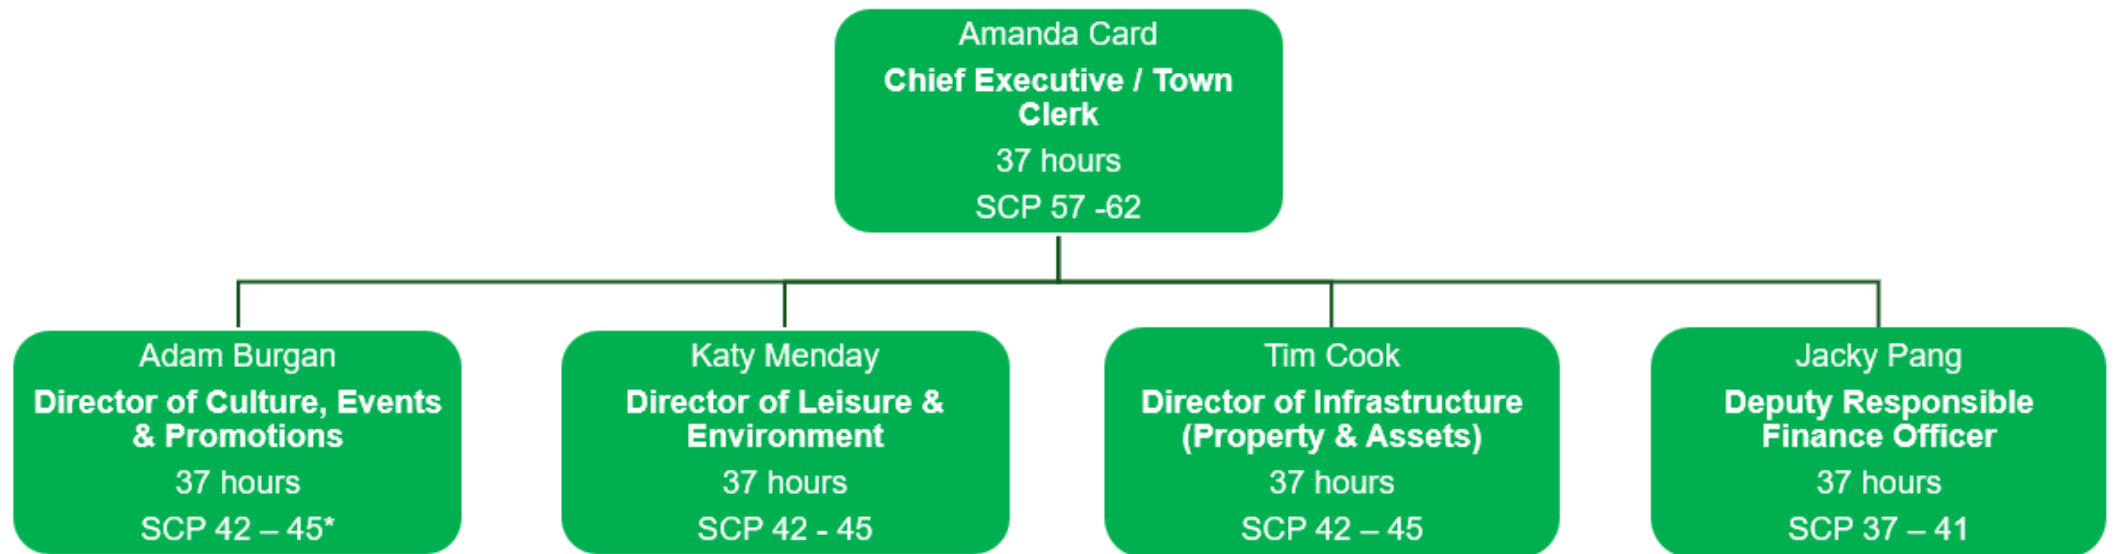 Amanda Card
Chief Executive / Town
Clerk
37 hours
SCP 57 -62
Adam Burgan
Director of Culture, Events
& Promotions
37 hours
SCP 42 – 45*
Katy Menday
Director of Leisure &
Environment
37 hours
SCP 42 - 45
Tim Cook
Director of Infrastructure
(Property & Assets)
37 hours
SCP 42 – 45
Jacky Pang
Deputy Responsible
Finance Officer
37 hours
SCP 37 – 41